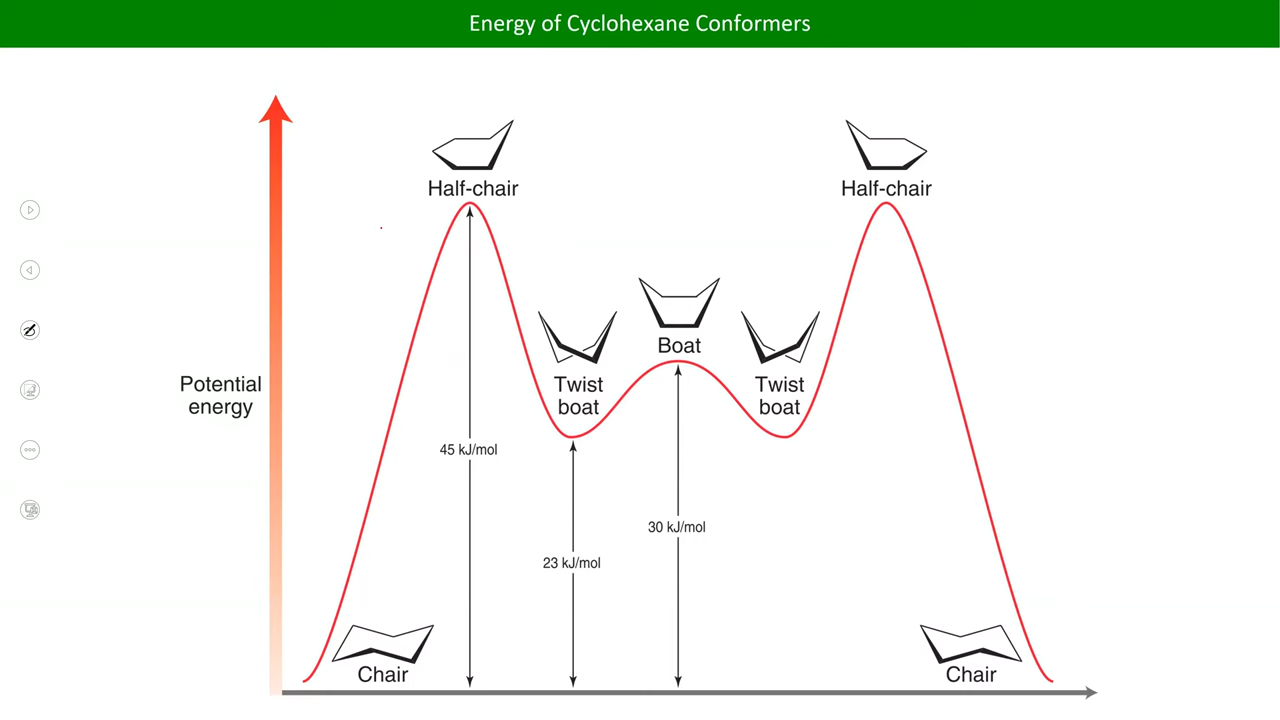 Energy of Cyclohexane Conformers
Half-chair
Half-chair
Boat
Twist
boat
Twist
boat
Potential
energy
45 kJ/mol
30 kJ/mol
23 kJ/mol
Chair
Chair